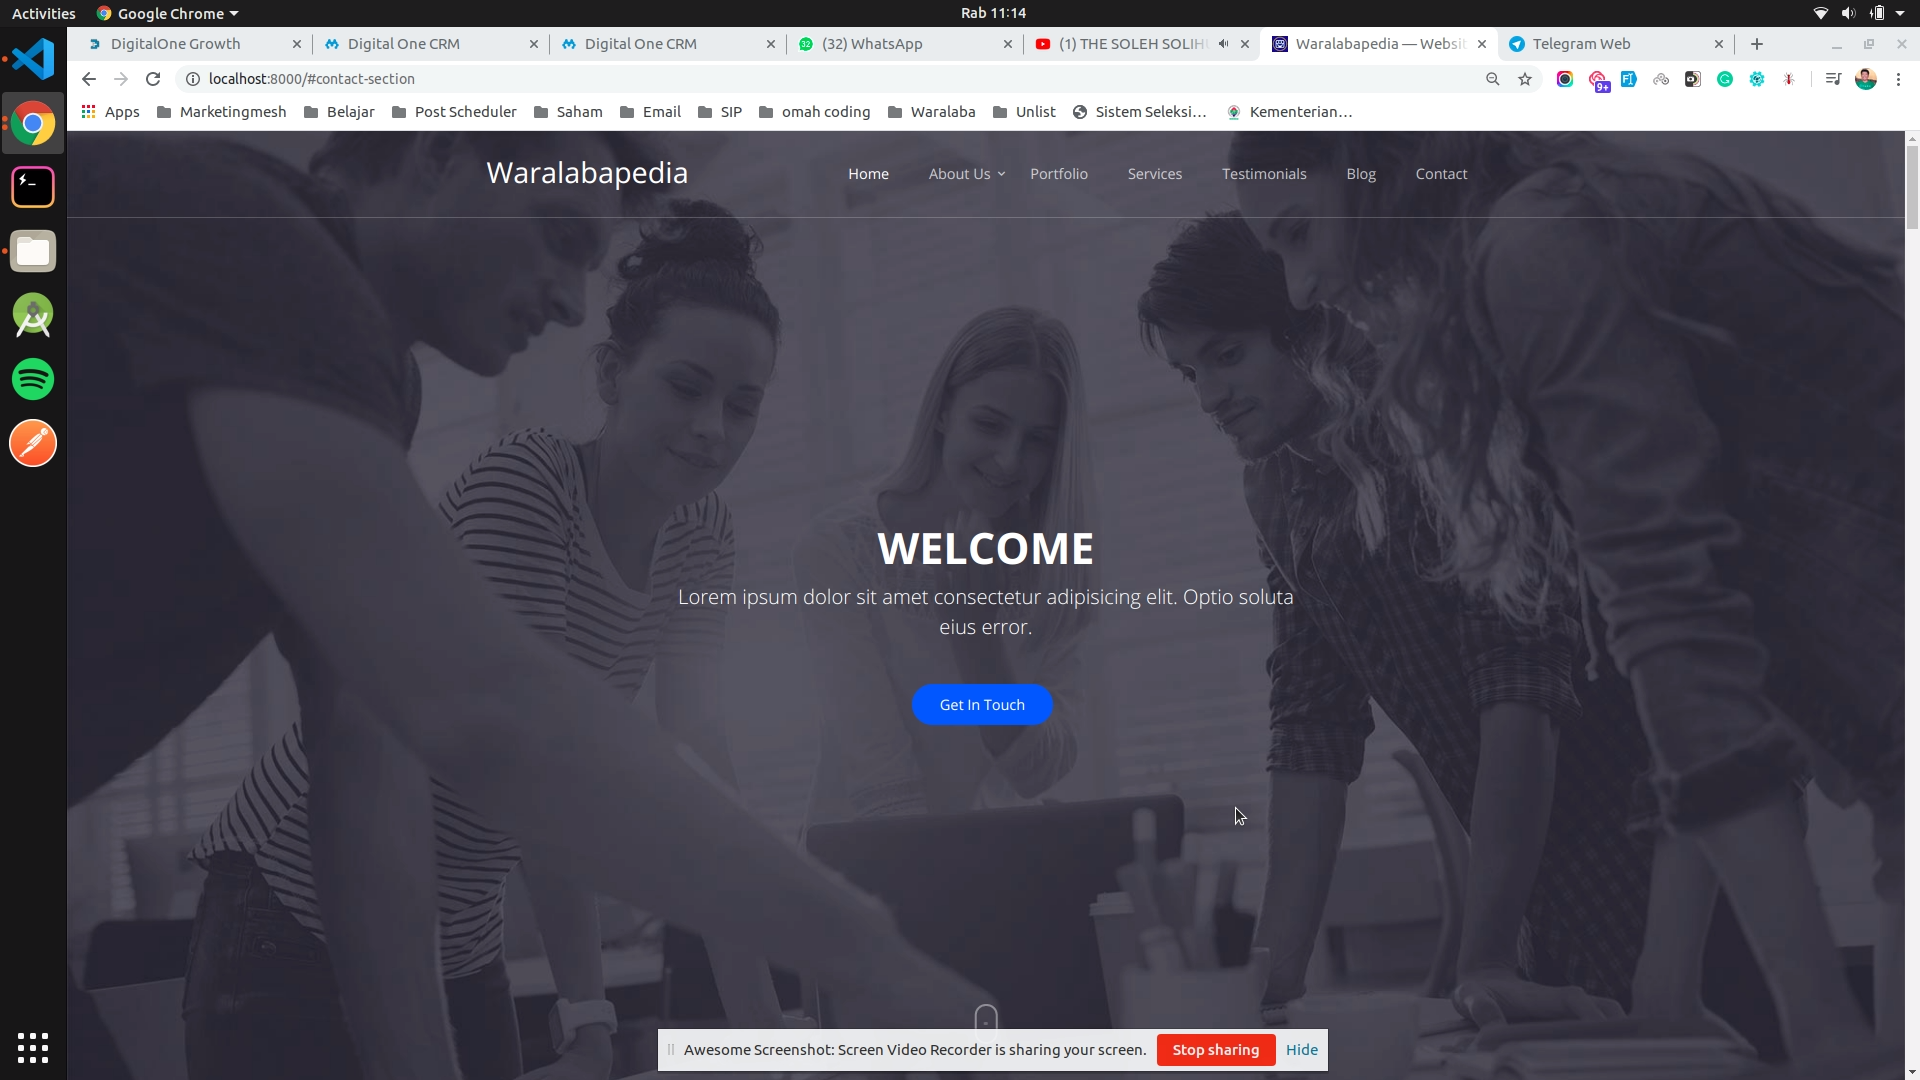 Activities
Google Chrome
Rab 11:14
DigitalOne Growth
Digital One CRM
Digital One CRM
(32) WhatsApp
(1) THE SOLEH SOLIH
Waralabapedia — Websit
Telegram Web
localhost:8000/#contact-section
9+
Apps
Marketingmesh
Belajar
Post Scheduler
Saham
Email
SIP
omah coding
Waralaba
Unlist
Sistem Seleksi...
Kementerian...
Waralabapedia
Home
About Us
Portfolio
Services
Testimonials
Blog
Contact
WELCOME
Lorem ipsum dolor sit amet consectetur adipisicing elit. Optio soluta
eius error.
Get In Touch
Awesome Screenshot: Screen Video Recorder is sharing your screen.
Stop sharing
Hide